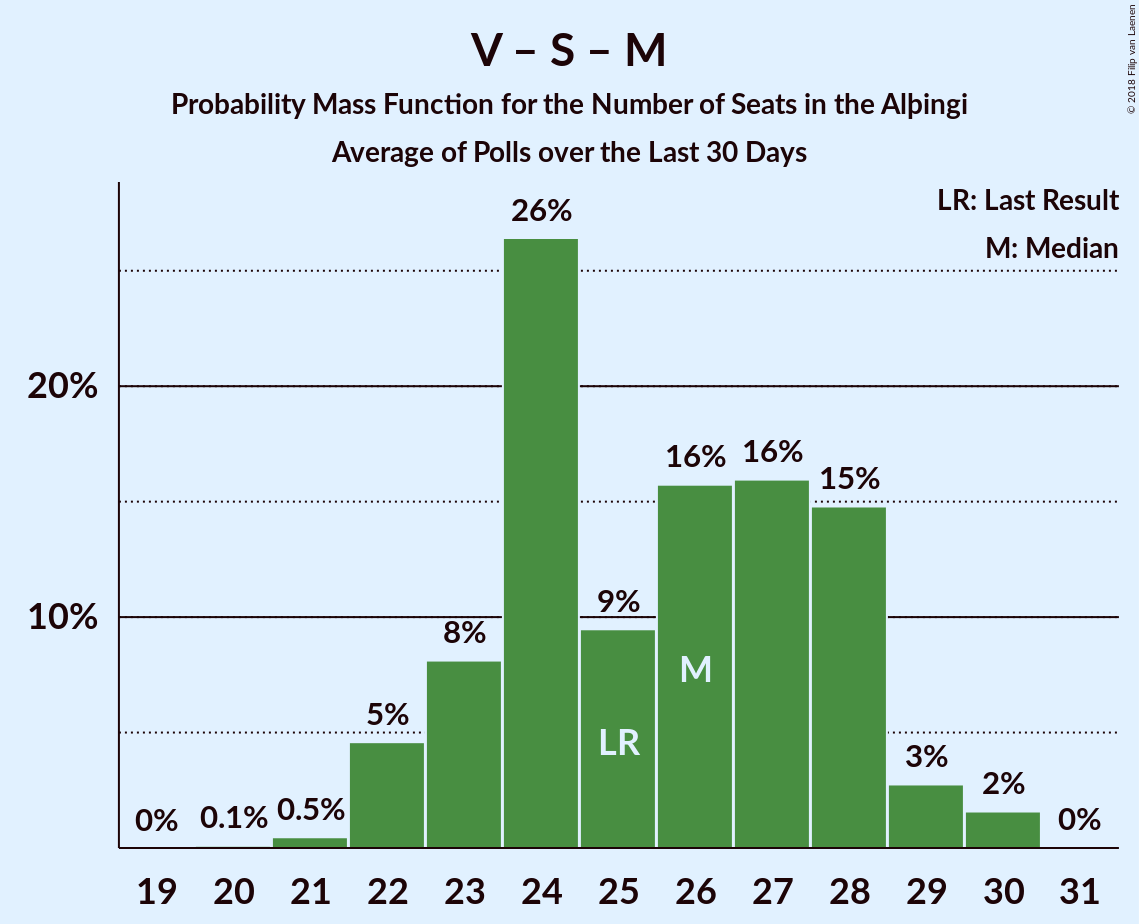 V – S – M
Probability Mass Function for the Number of Seats in the Alþingi
Average of Polls over the Last 30 Days
© 2018 Filip van Laenen
LR: Last Result
M: Median
26%
20%
16% 16% 15%
10%
9%
8%
M
5%
LR
3%
2%
0% 0.1% 0.5% 0%
19 20 21 22 23 24 25 26 27 28 29 30 31